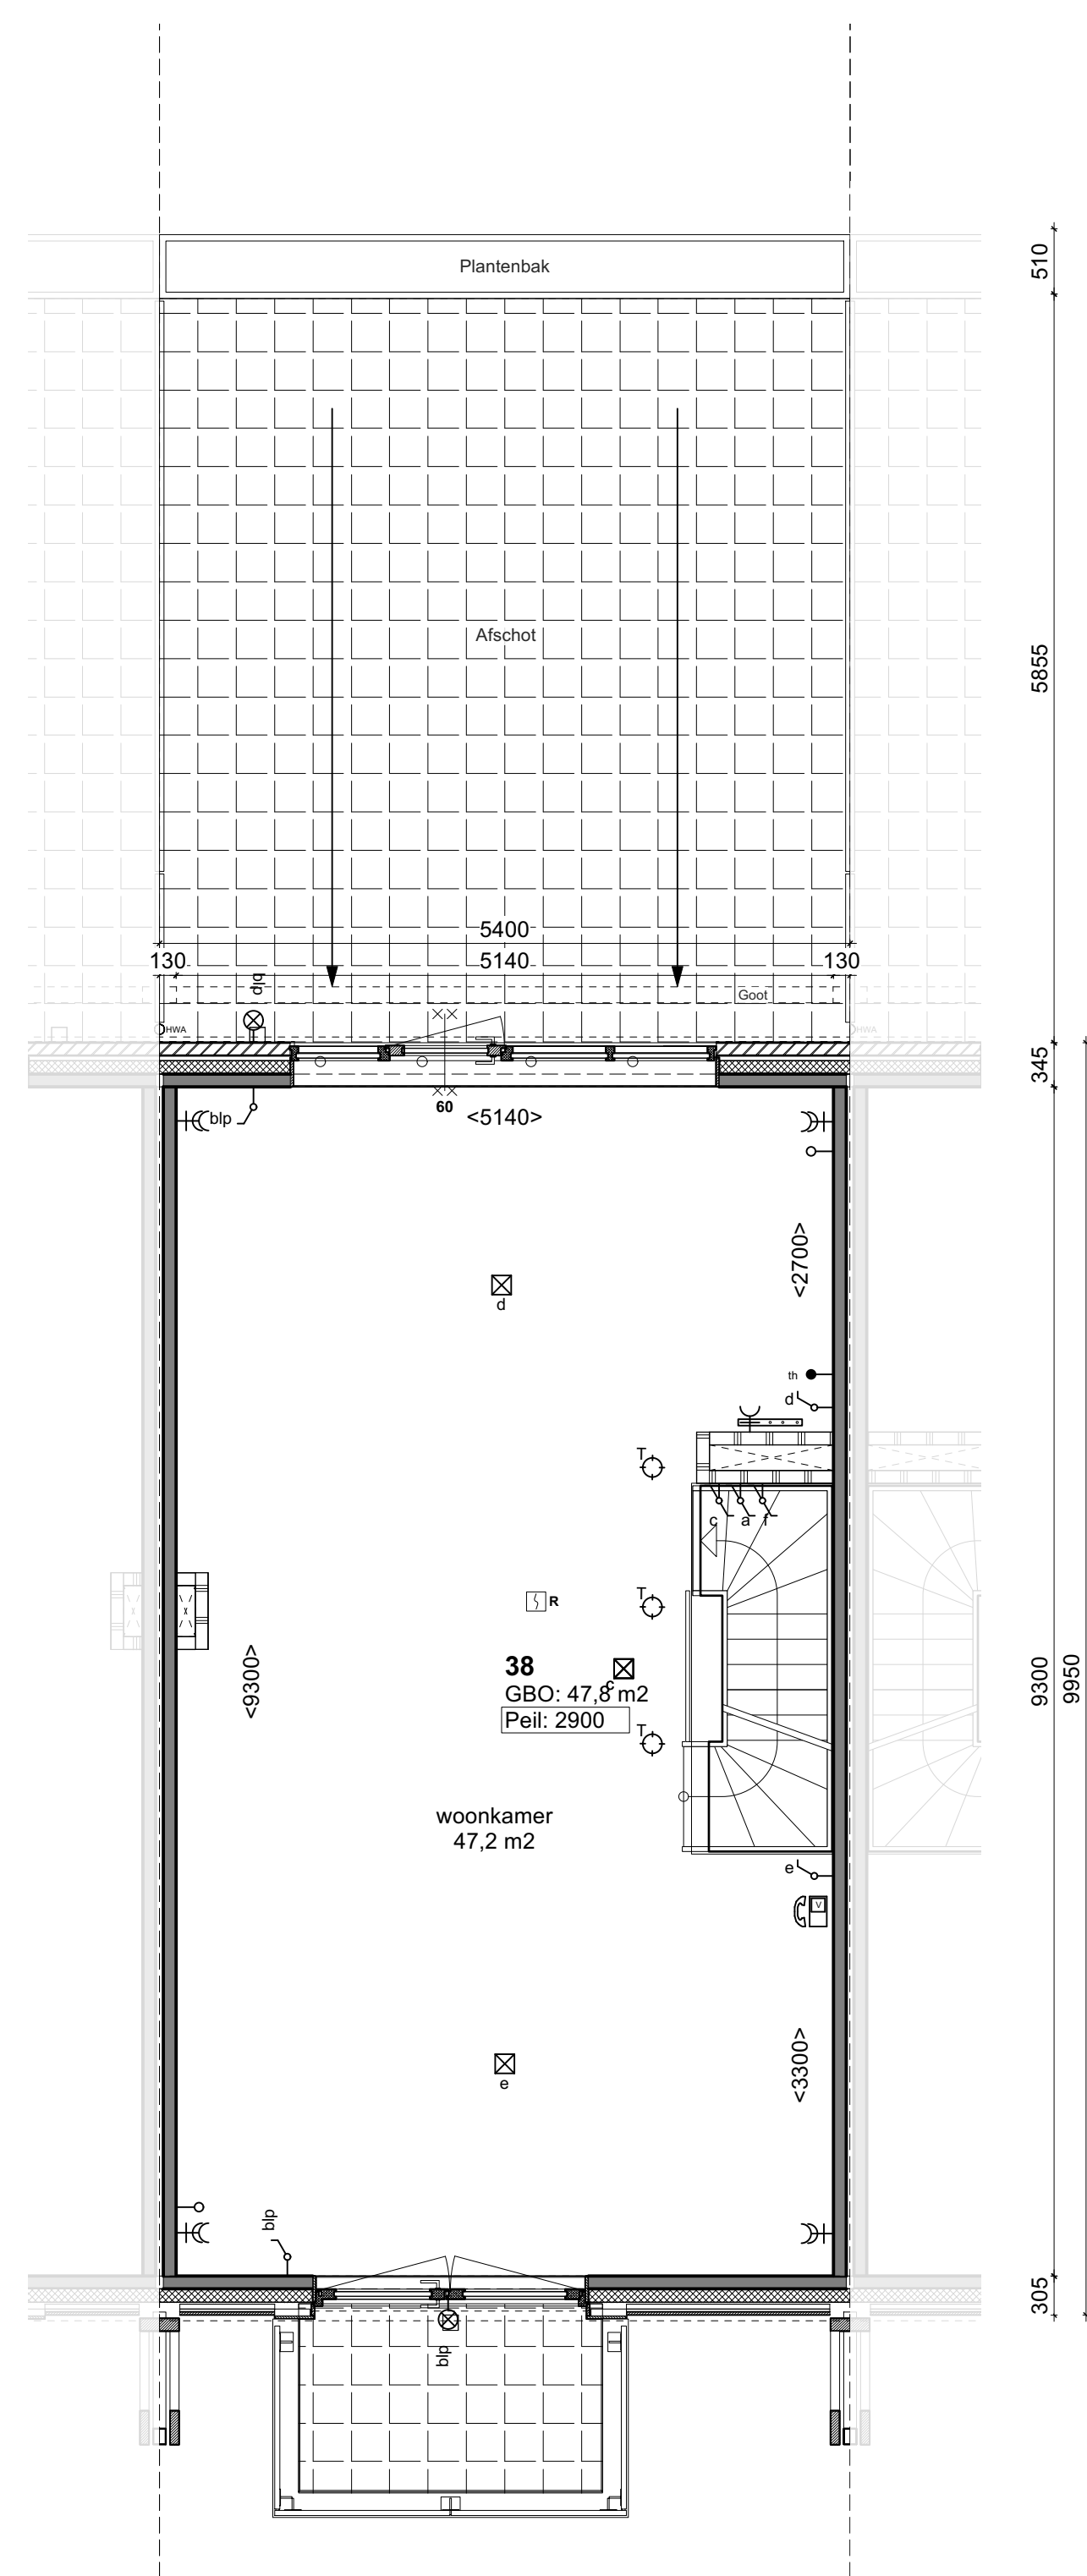 Plantenbak
510
5855
Afschot
5400
130
5140
130
blp
Goot
HWA
HWA
345
60
<5140>
blp
<2700>
th
d
d
T
c
a
f
R
T
38
c
GBO: 47,8 m2
Peil: 2900
<9300>
9300
9950
T
woonkamer
47,2 m2
e
V
<3300>
e
blp
305
blp